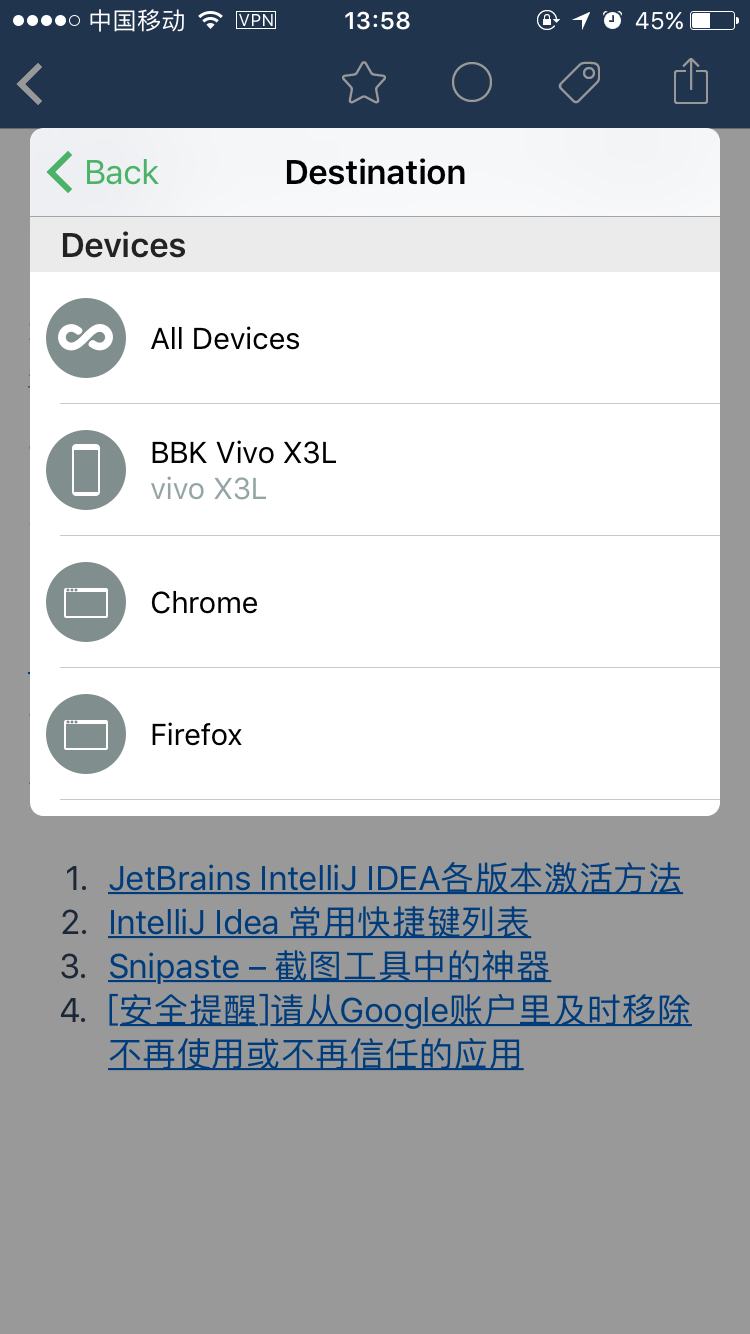 中国移动 VPN 13:58 45%
Back Destination
Devices
All Devices
BBK Vivo X3L
vivo X3L
Chrome
Firefox
1. JetBrains IntelliJ IDEA各版本激活方法
2. IntelliJ Idea 常用快捷键列表
3. Snipaste – 截图工具中的神器
4. [安全提醒]请从Google账户里及时移除
不再使用或不再信任的应用